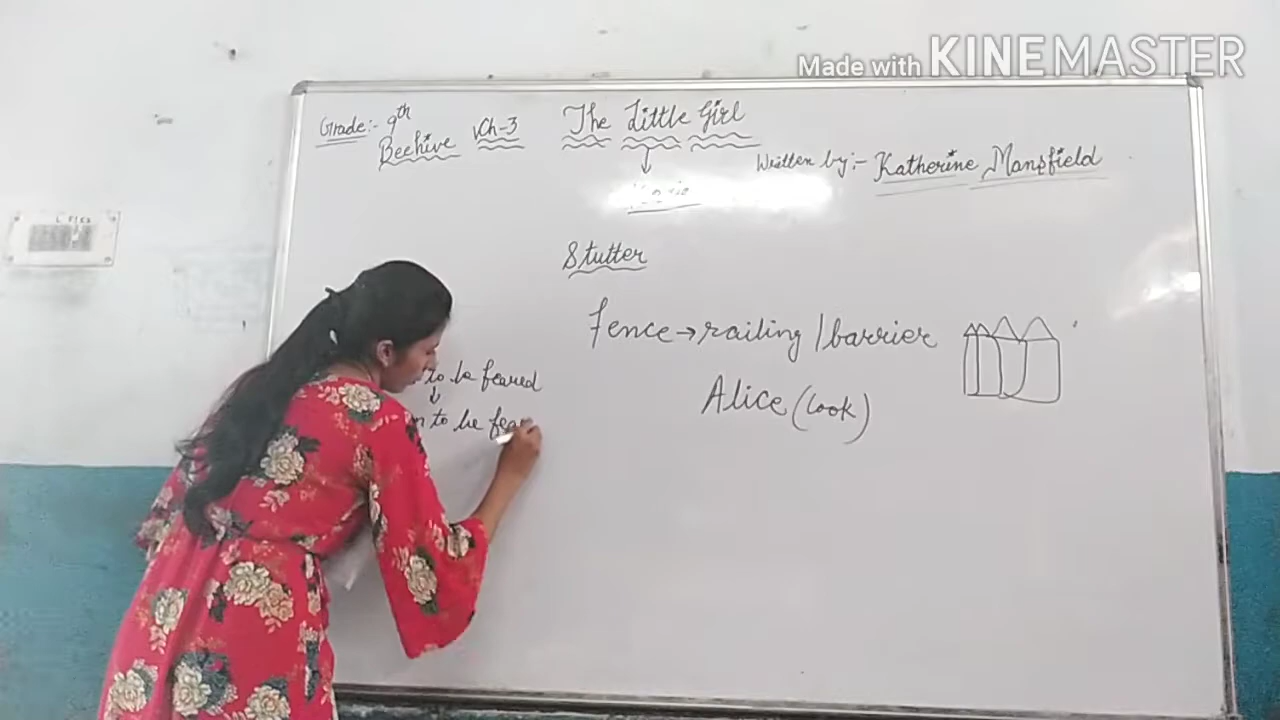 Made with KINEMASTER
Grade:- 9th
Beehive Ch-3 The Little Girl
Written by:- Katherine Mansfield
Stutter
Fence→railing/barrier
Alice (Cook)
to be feared
to be fear